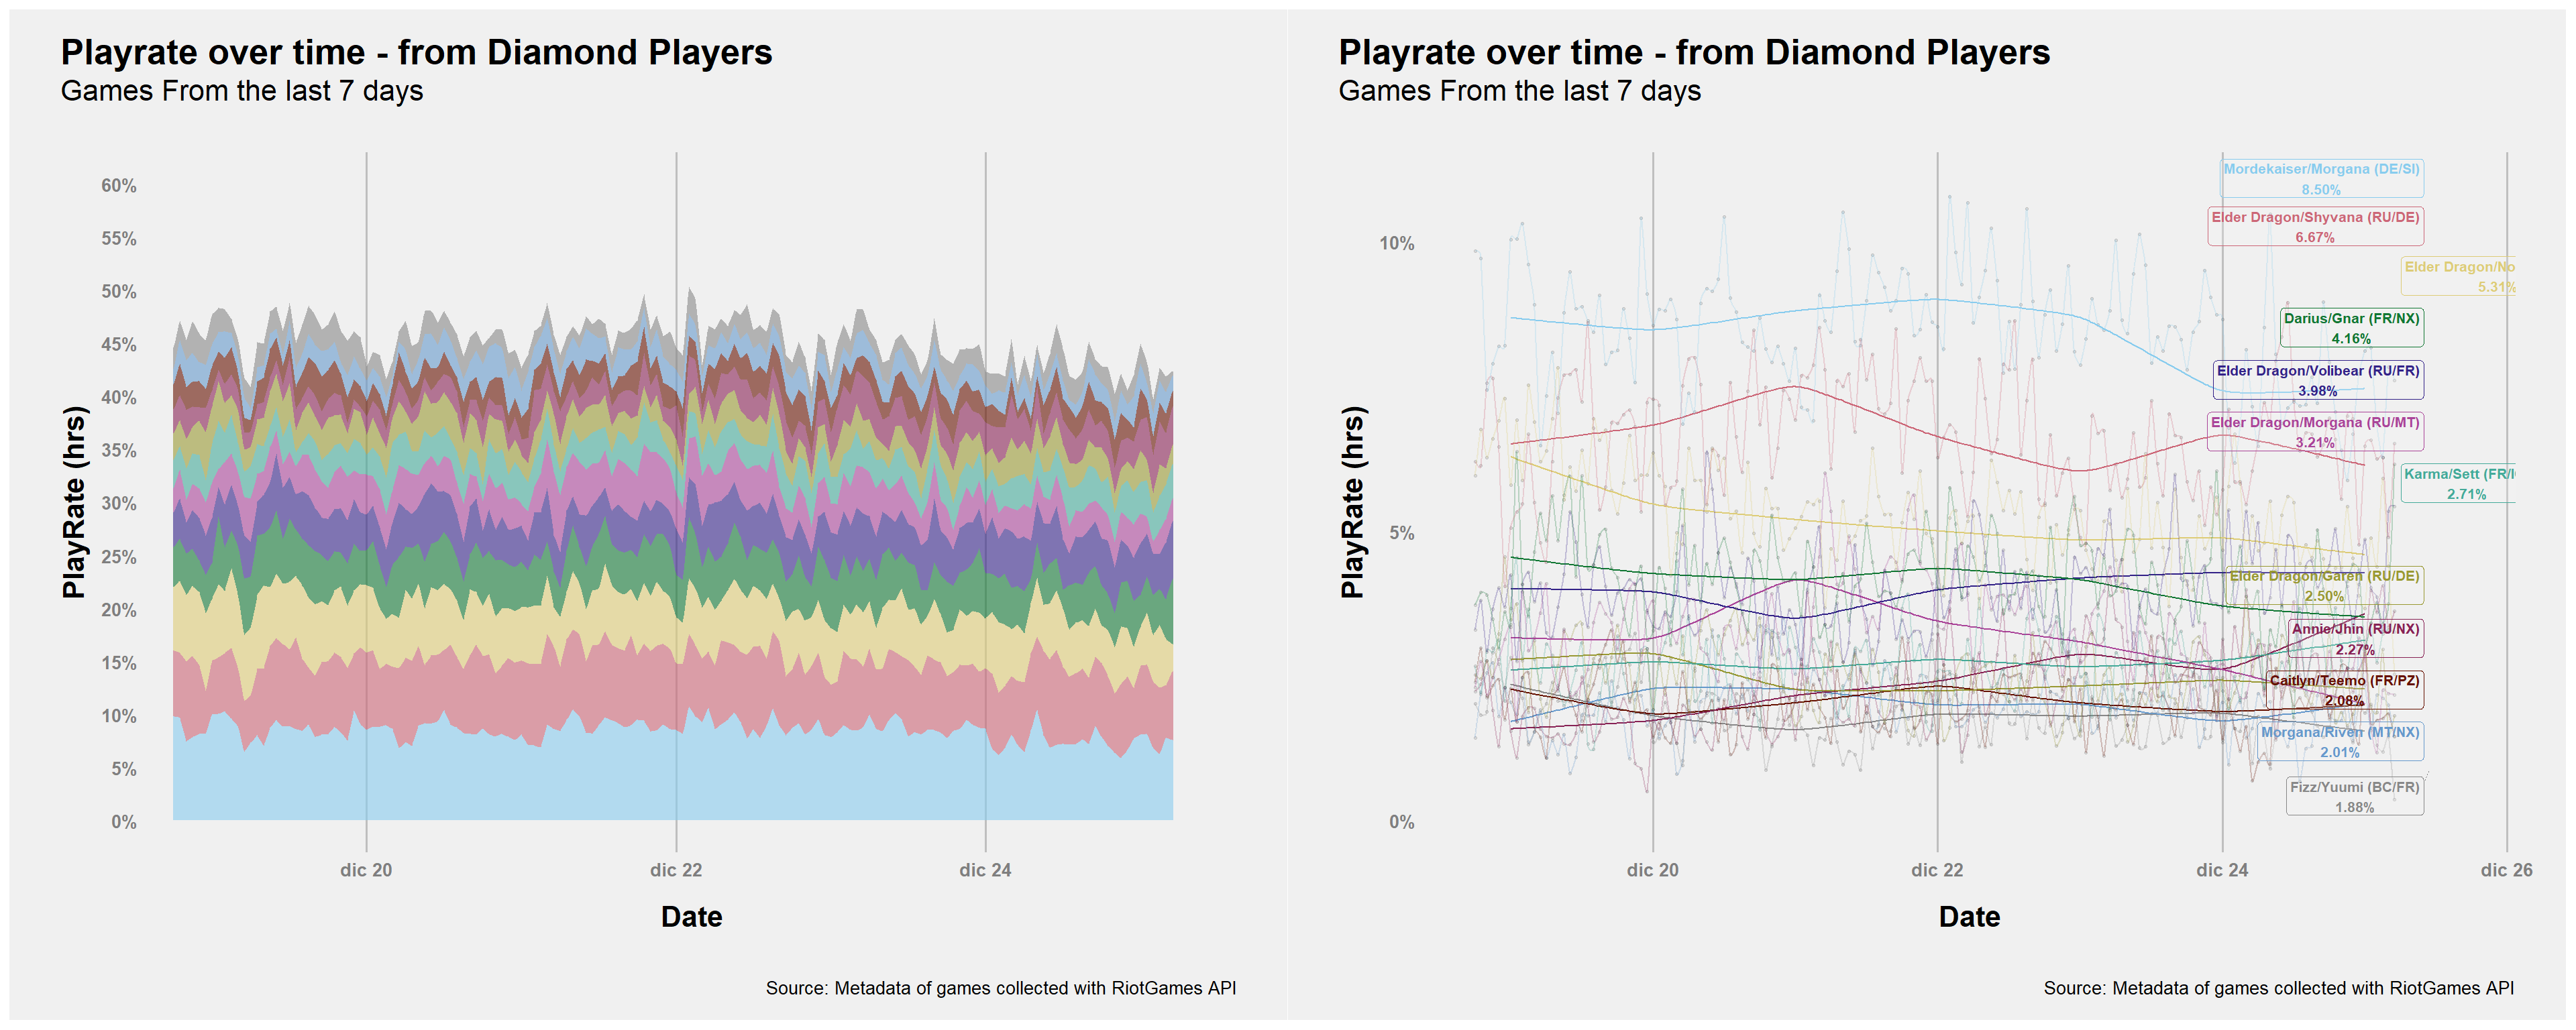 Playrate over time - from Diamond Players
Games From the last 7 days
60%
55%
50%
45%
40%
35%
30%
25%
20%
15%
10%
5%
0%
PlayRate (hrs)
dic 20
dic 22
dic 24
Date
Source: Metadata of games collected with RiotGames API
Playrate over time - from Diamond Players
Games From the last 7 days
10%
5%
0%
PlayRate (hrs)
Mordekaiser/Morgana (DE/SI)
8.50%
Elder Dragon/Shyvana (RU/DE)
6.67%
Elder Dragon/No
5.31%
Darius/Gnar (FR/NX)
4.16%
Elder Dragon/Volibear (RU/FR)
3.98%
Elder Dragon/Morgana (RU/MT)
3.21%
Karma/Sett (FR/I
2.71%
Elder Dragon/Garen (RU/DE)
2.50%
Annie/Jhin (RU/NX)
2.27%
Caitlyn/Teemo (FR/PZ)
2.08%
Morgana/Riven (MT/NX)
2.01%
Fizz/Yuumi (BC/FR)
1.88%
dic 20
dic 22
dic 24
dic 26
Date
Source: Metadata of games collected with RiotGames API